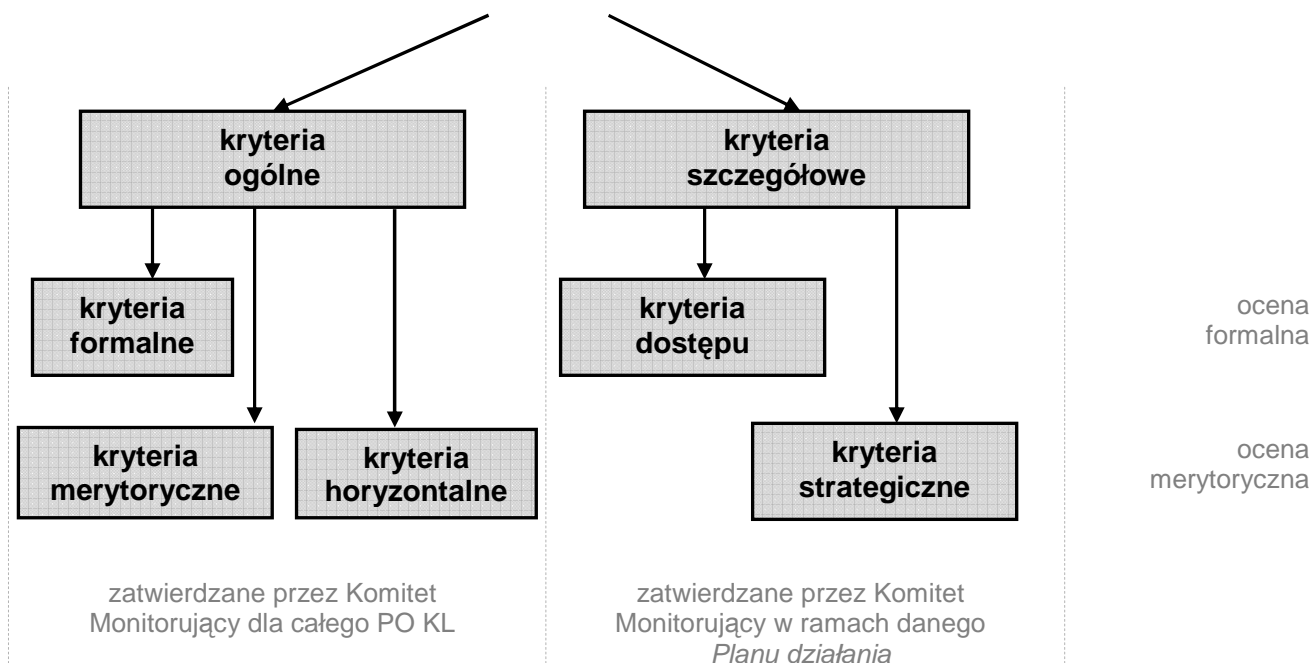 kryteria
ogólne
kryteria
szczegółowe
kryteria
formalne
kryteria
dostępu
ocena
formalna
kryteria
merytoryczne
kryteria
horyzontalne
kryteria
strategiczne
ocena
merytoryczna
zatwierdzane przez Komitet
Monitorujący dla całego PO KL
zatwierdzane przez Komitet
Monitorujący w ramach danego
Planu działania